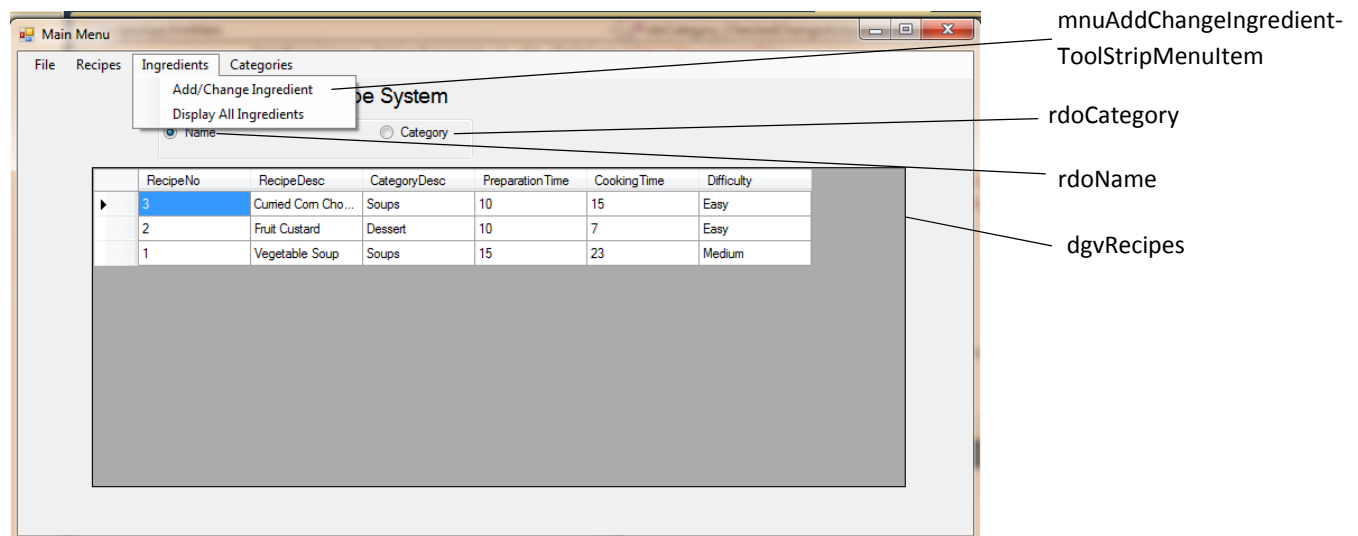 Main Menu
mnuAddChangeIngredient-
ToolStripMenuItem
File Recipes Ingredients Categories
Add/Change Ingredient
Display All Ingredients
System
Name Category
rdoCategory
rdoName
dgvRecipes
RecipeNo RecipeDesc CategoryDesc PreparationTime CookingTime Difficulty
3 Curried Corn Cho... Soups 10 15 Easy
2 Fruit Custard Dessert 10 7 Easy
1 Vegetable Soup Soups 15 23 Medium